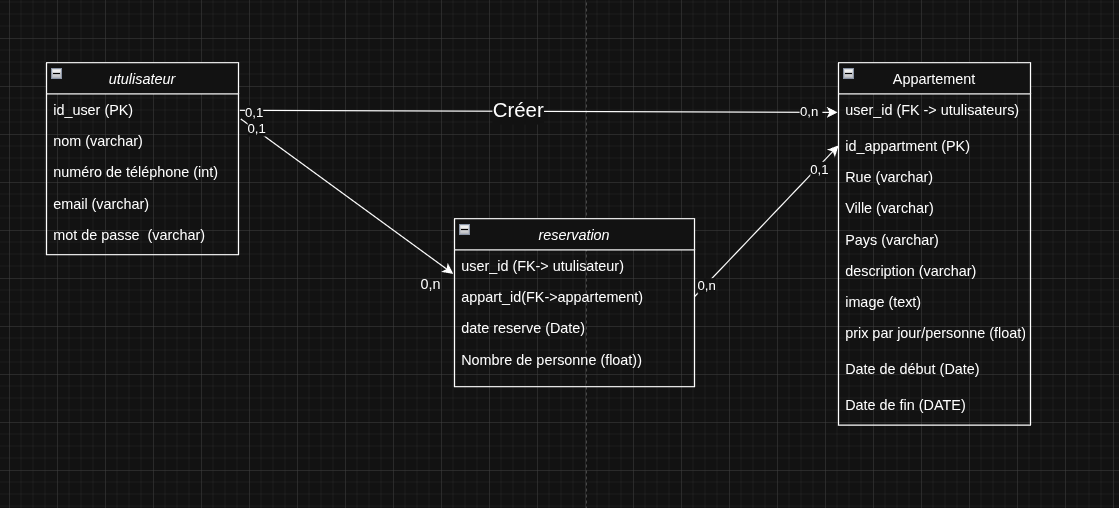 utulisateur
id_user (PK)
nom (varchar)
numéro de téléphone (int)
email (varchar)
mot de passe (varchar)
0,1
Créer
0,n
0,1
0,n
reservation
user_id (FK-> utulisateur)
appart_id(FK->appartement)
date reserve (Date)
Nombre de personne (float))
0,n
0,1
Appartement
user_id (FK -> utulisateurs)
id_appartment (PK)
Rue (varchar)
Ville (varchar)
Pays (varchar)
description (varchar)
image (text)
prix par jour/personne (float)
Date de début (Date)
Date de fin (DATE)